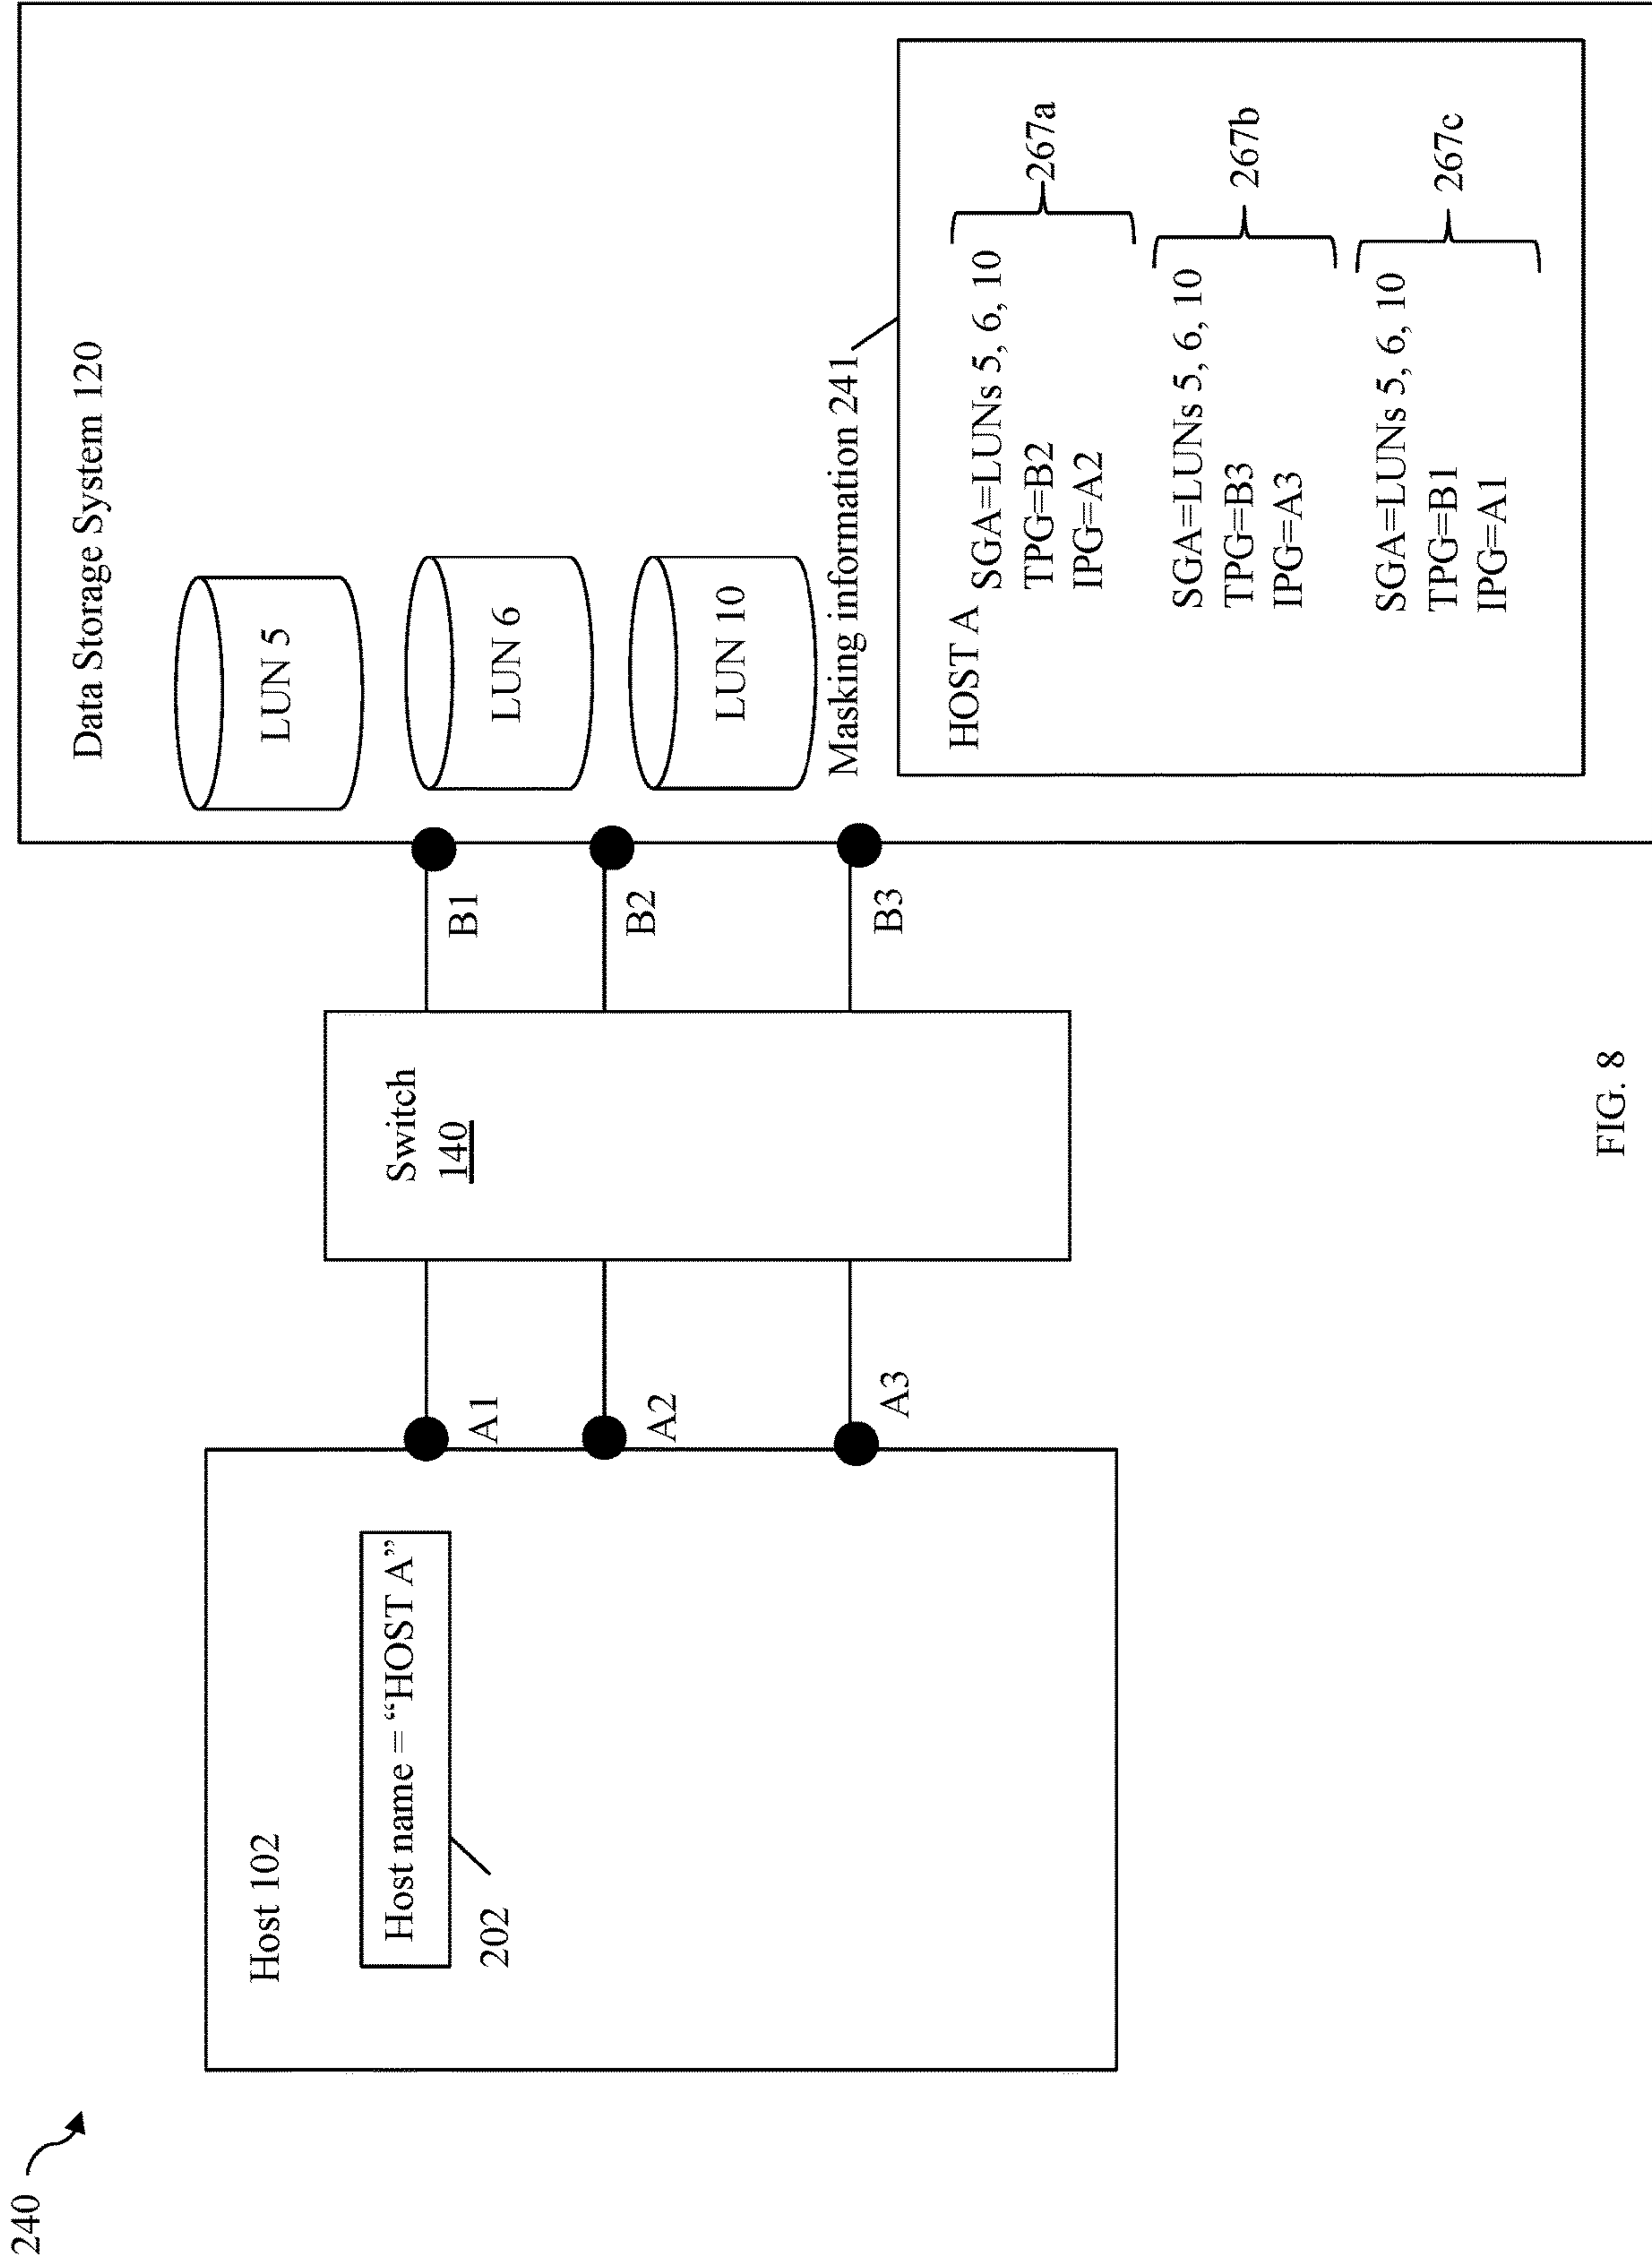 240
Host 102
Host name = “HOST A”
202
A1
A2
A3
Switch
140
B1
B2
B3
Data Storage System 120
LUN 5
LUN 6
LUN 10
Masking information 241
HOST A
SGA=LUNs 5, 6, 10
TPG=B2
IPG=A2
267a
SGA=LUNs 5, 6, 10
TPG=B3
IPG=A3
267b
SGA=LUNs 5, 6, 10
TPG=B1
IPG=A1
267c
FIG. 8